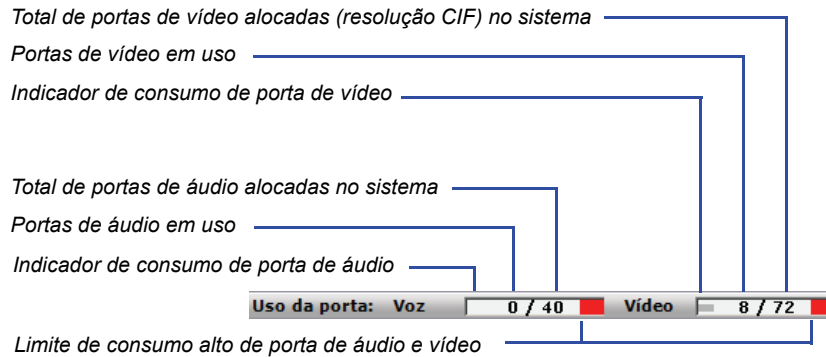 Total de portas de vídeo alocadas (resolução CIF) no sistema
Portas de vídeo em uso
Indicador de consumo de porta de vídeo
Total de portas de áudio alocadas no sistema
Portas de áudio em uso
Indicador de consumo de porta de áudio
Uso da porta: Voz 0 / 40 Vídeo 8 / 72
Limite de consumo alto de porta de áudio e vídeo